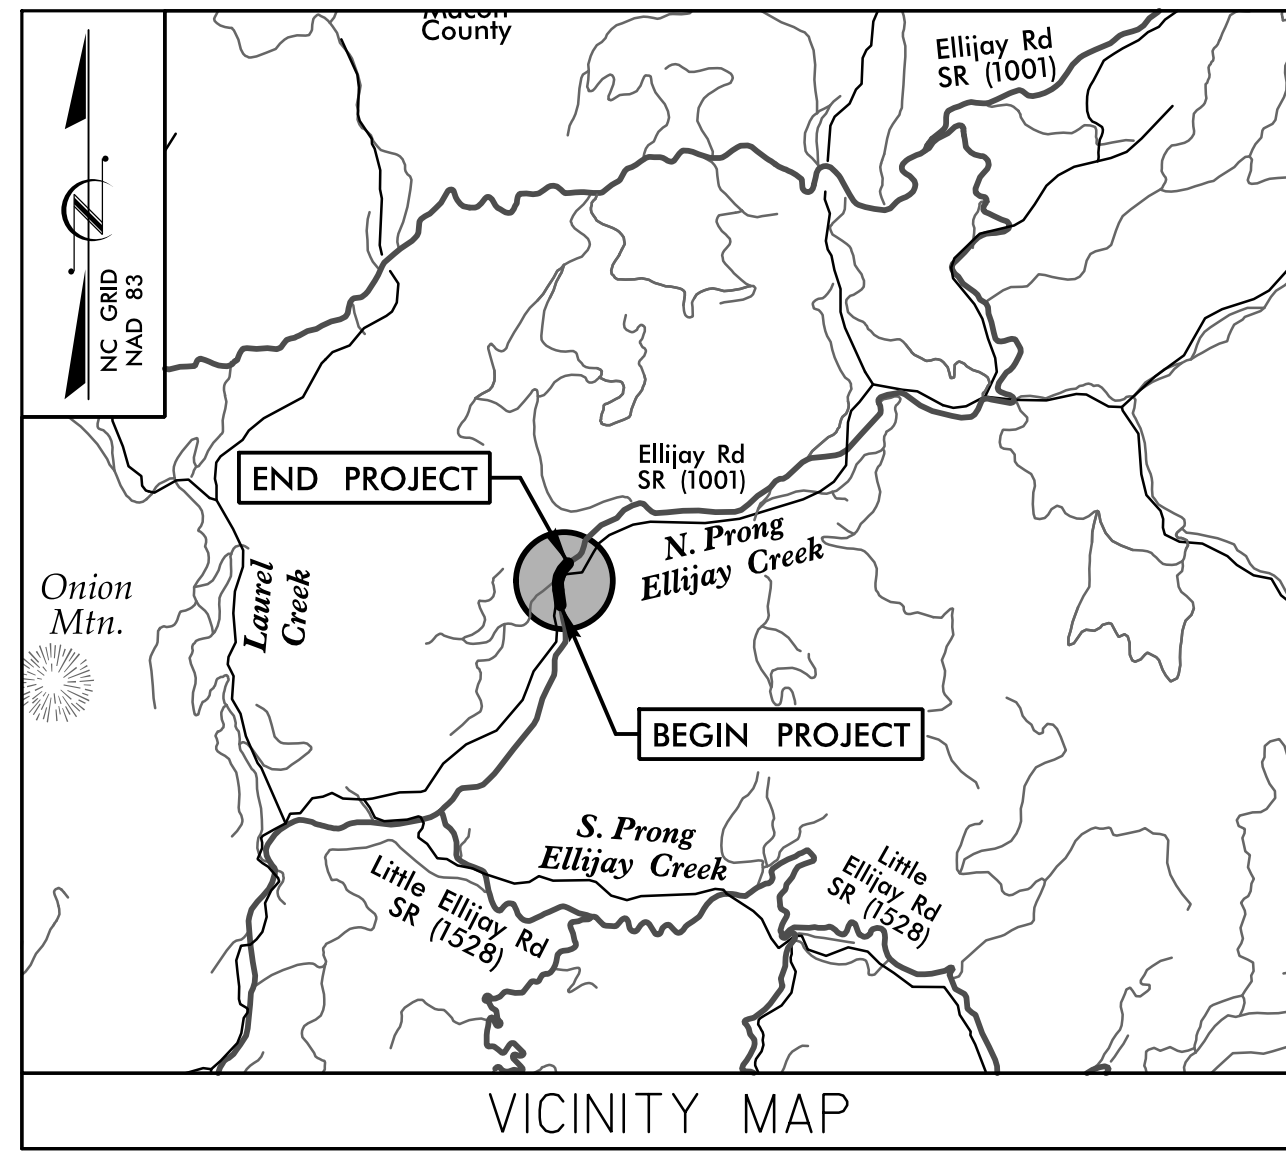 Macon
County
Ellijay Rd
SR (1001)
N
NC GRID
NAD 83
END PROJECT
Ellijay Rd
SR (1001)
N. Prong
Ellijay Creek
Onion
Mtn.
Laurel
Creek
BEGIN PROJECT
S. Prong
Ellijay Creek
Little Ellijay Rd
SR (1528)
Little
Ellijay Rd
SR (1528)
VICINITY MAP